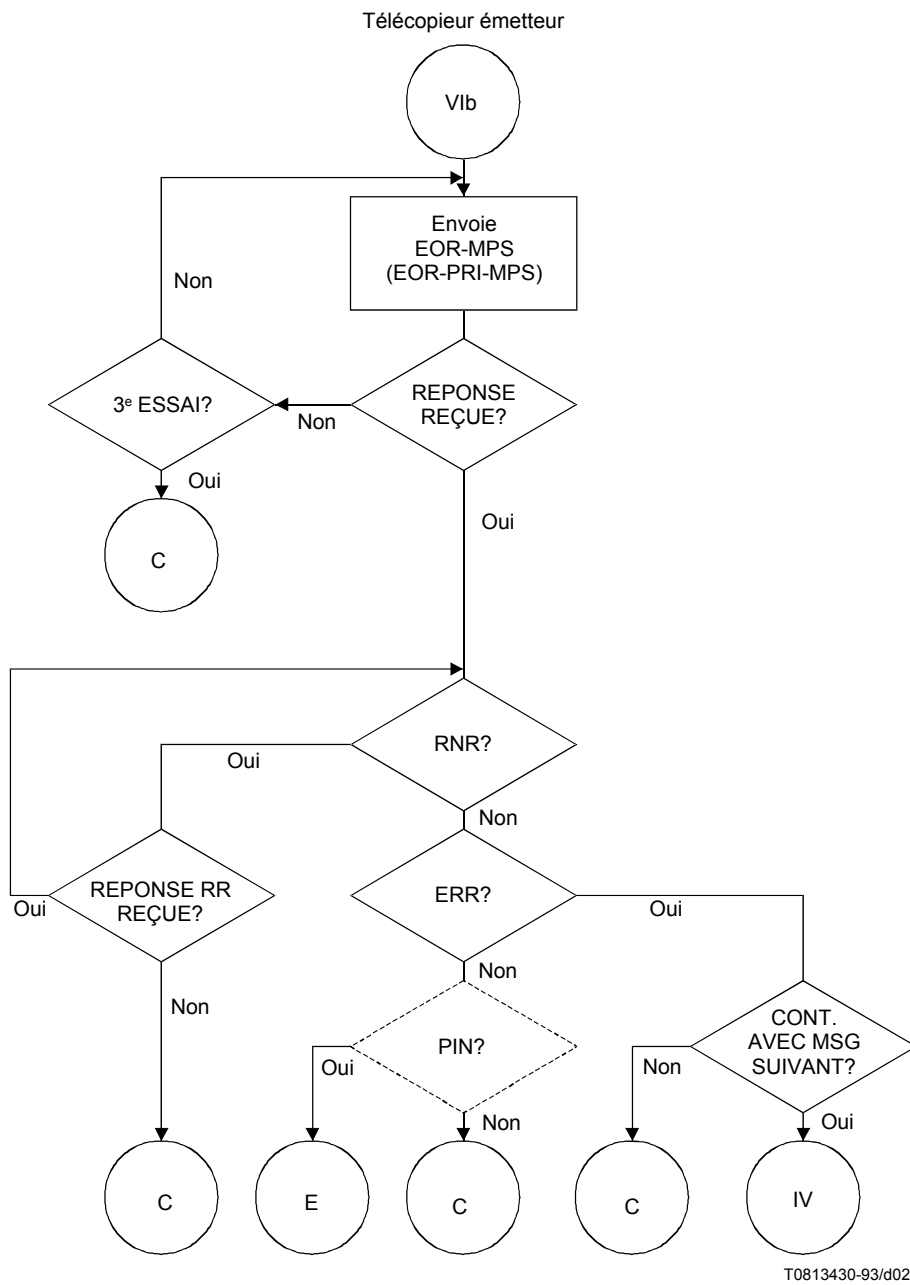 Télécopieur émetteur
VIb
Envoie
EOR-MPS
(EOR-PRI-MPS)
Non
3e ESSAI?
Non
REPONSE
REÇUE?
Oui
C
Oui
RNR?
Oui
Non
REPONSE RR
REÇUE?
Oui
ERR?
Oui
Non
Non
PIN?
Oui
Non
CONT.
AVEC MSG
SUIVANT?
Non
Oui
C
E
C
C
IV
T0813430-93/d02